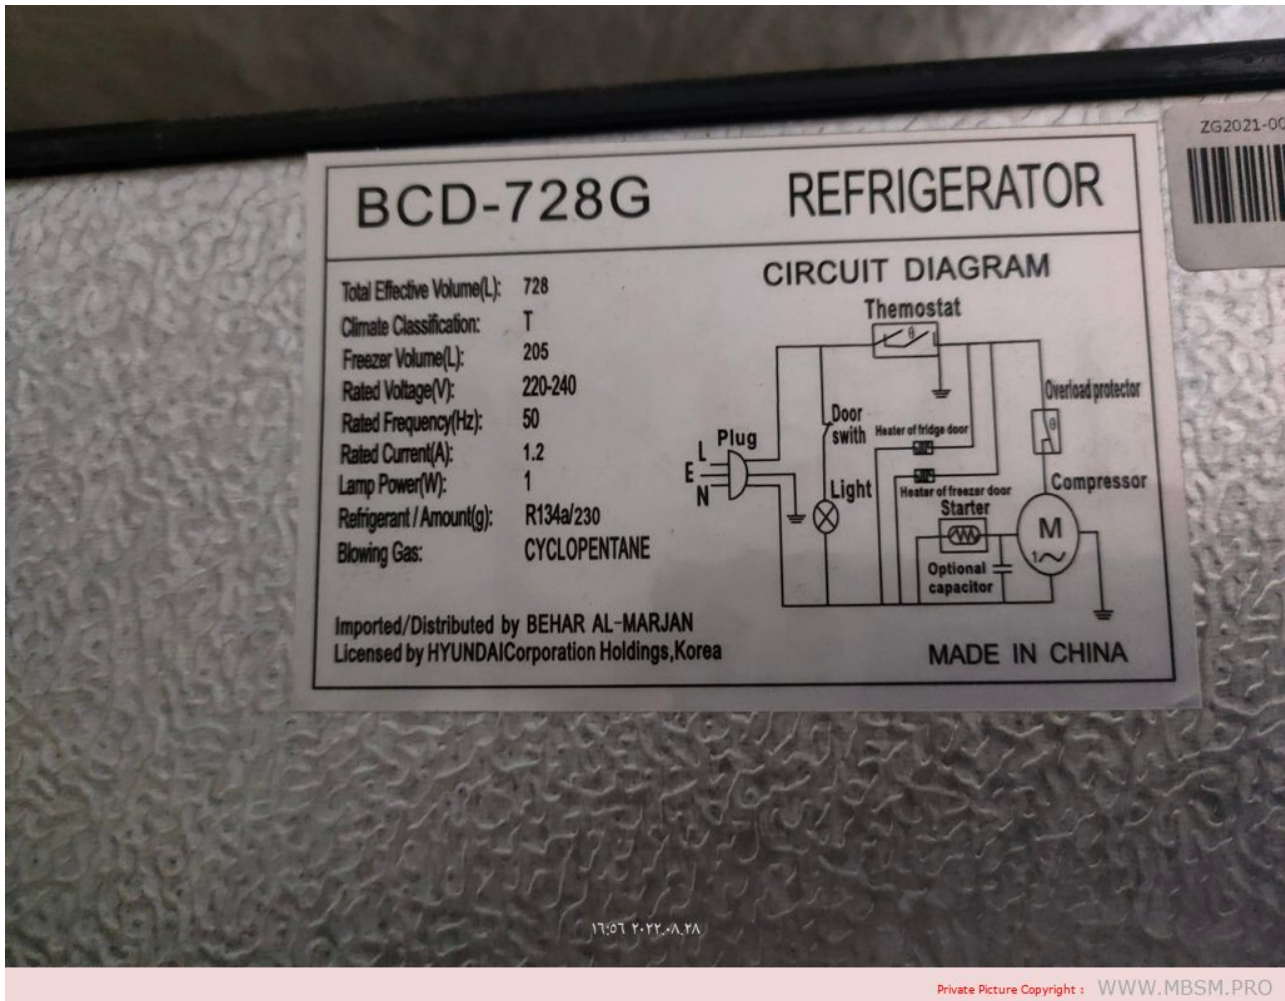 ZG2021-00
BCD-728G
REFRIGERATOR
Total Effective Volume(L): 728
Climate Classification: T
Freezer Volume(L): 205
Rated Voltage(V): 220-240
Rated Frequency(Hz): 50
Rated Current(A): 1.2
Lamp Power(W): 1
Refrigerant / Amount(g): R134a/230
Blowing Gas: CYCLOPENTANE
Imported/Distributed by BEHAR AL-MARJAN
Licensed by HYUNDAICorporation Holdings,Korea
CIRCUIT DIAGRAM
Themostat
θ
Overload protector
θ
Door
swith
Heater of fridge door
Plug
L
E
N
Light
Heater of freezar door
Compressor
Starter
M
1~
Optional
capacitor
MADE IN CHINA
١٦:٥٦ ٢٠٢٢.٠٨.٢٨
Private Picture Copyright : WWW.MBSM.PRO